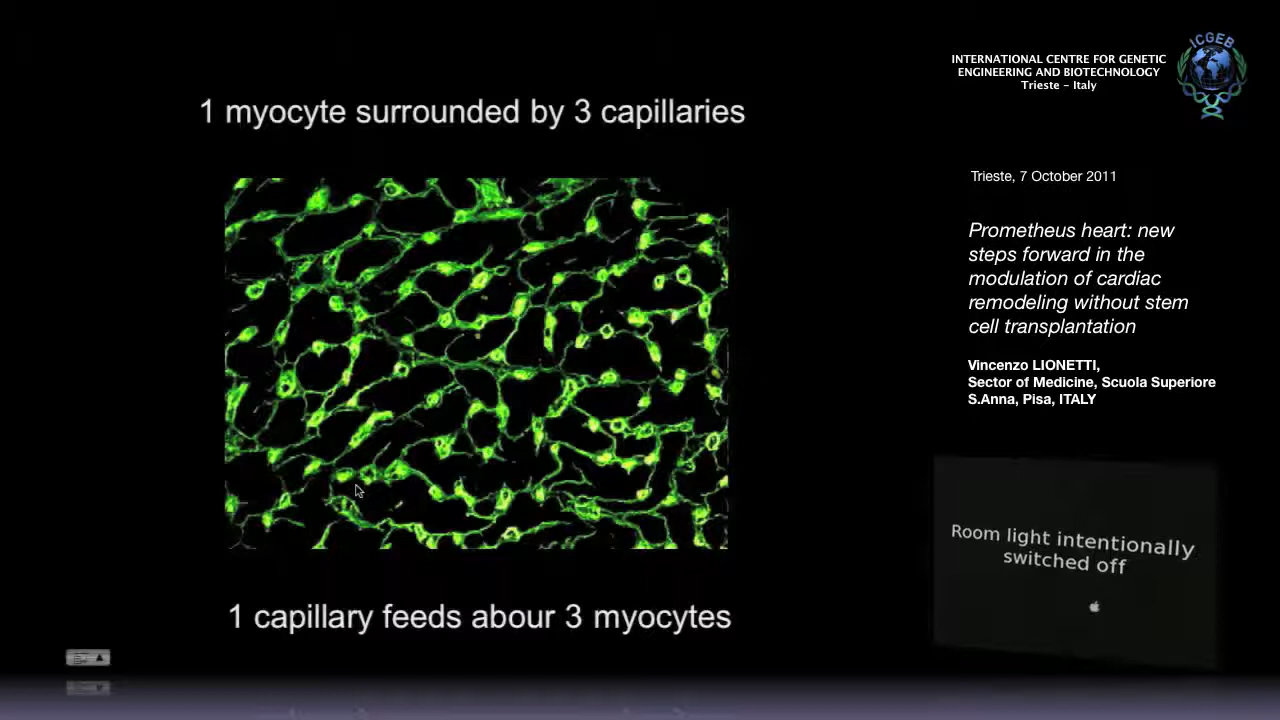 1 myocyte surrounded by 3 capillaries
1 capillary feeds abour 3 myocytes
INTERNATIONAL CENTRE FOR GENETIC
ENGINEERING AND BIOTECHNOLOGY
Trieste – Italy
ICGEB
Trieste, 7 October 2011
Prometheus heart: new
steps forward in the
modulation of cardiac
remodeling without stem
cell transplantation
Vincenzo LIONETTI,
Sector of Medicine, Scuola Superiore
S.Anna, Pisa, ITALY
Room light intentionally
switched off